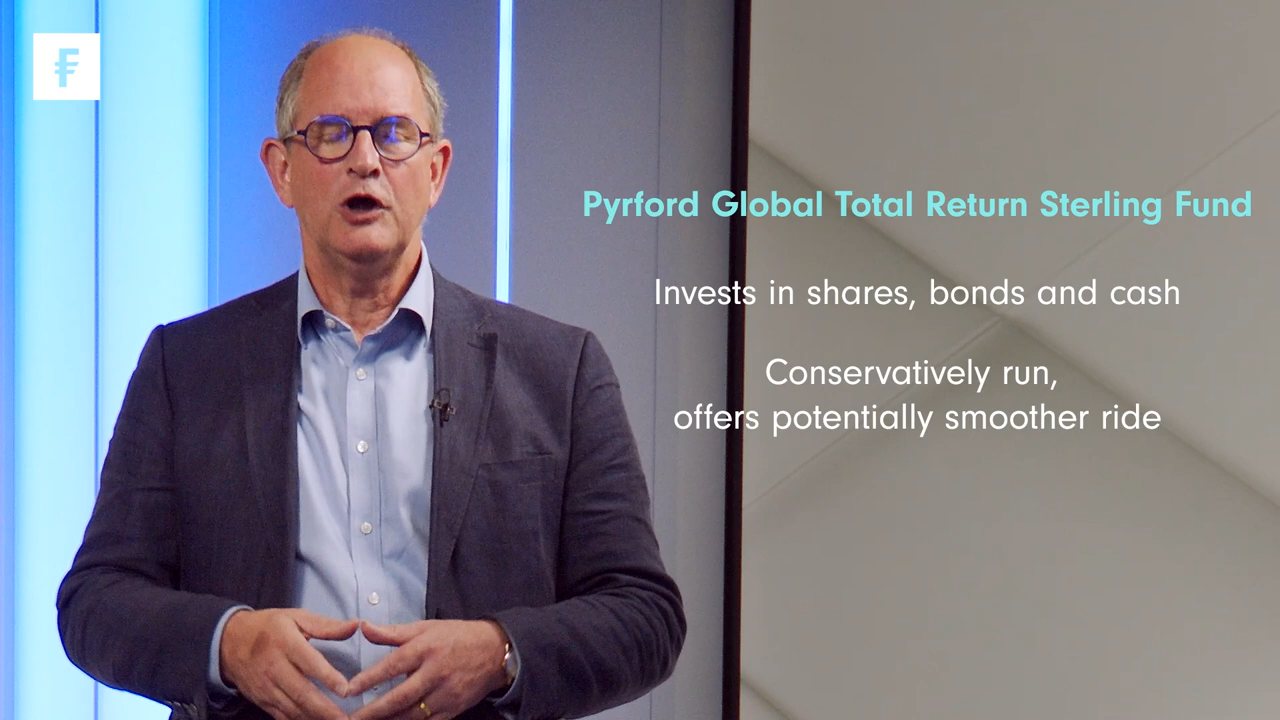 Pyrford Global Total Return Sterling Fund
Invests in shares, bonds and cash
Conservatively run,
offers potentially smoother ride